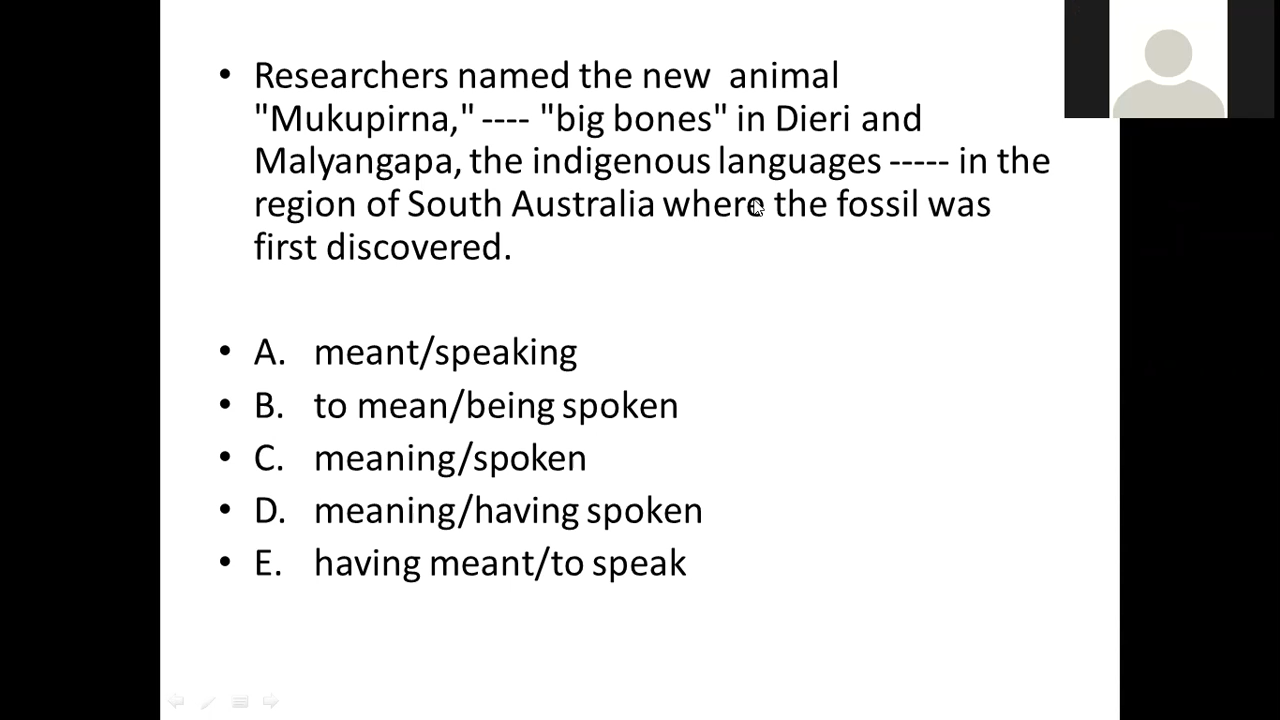 • Researchers named the new  animal
"Mukupirna," ---- "big bones" in Dieri and
Malyangapa, the indigenous languages ----- in the
region of South Australia where the fossil was
first discovered.
• A. meant/speaking
• B. to mean/being spoken
• C. meaning/spoken
• D. meaning/having spoken
• E. having meant/to speak